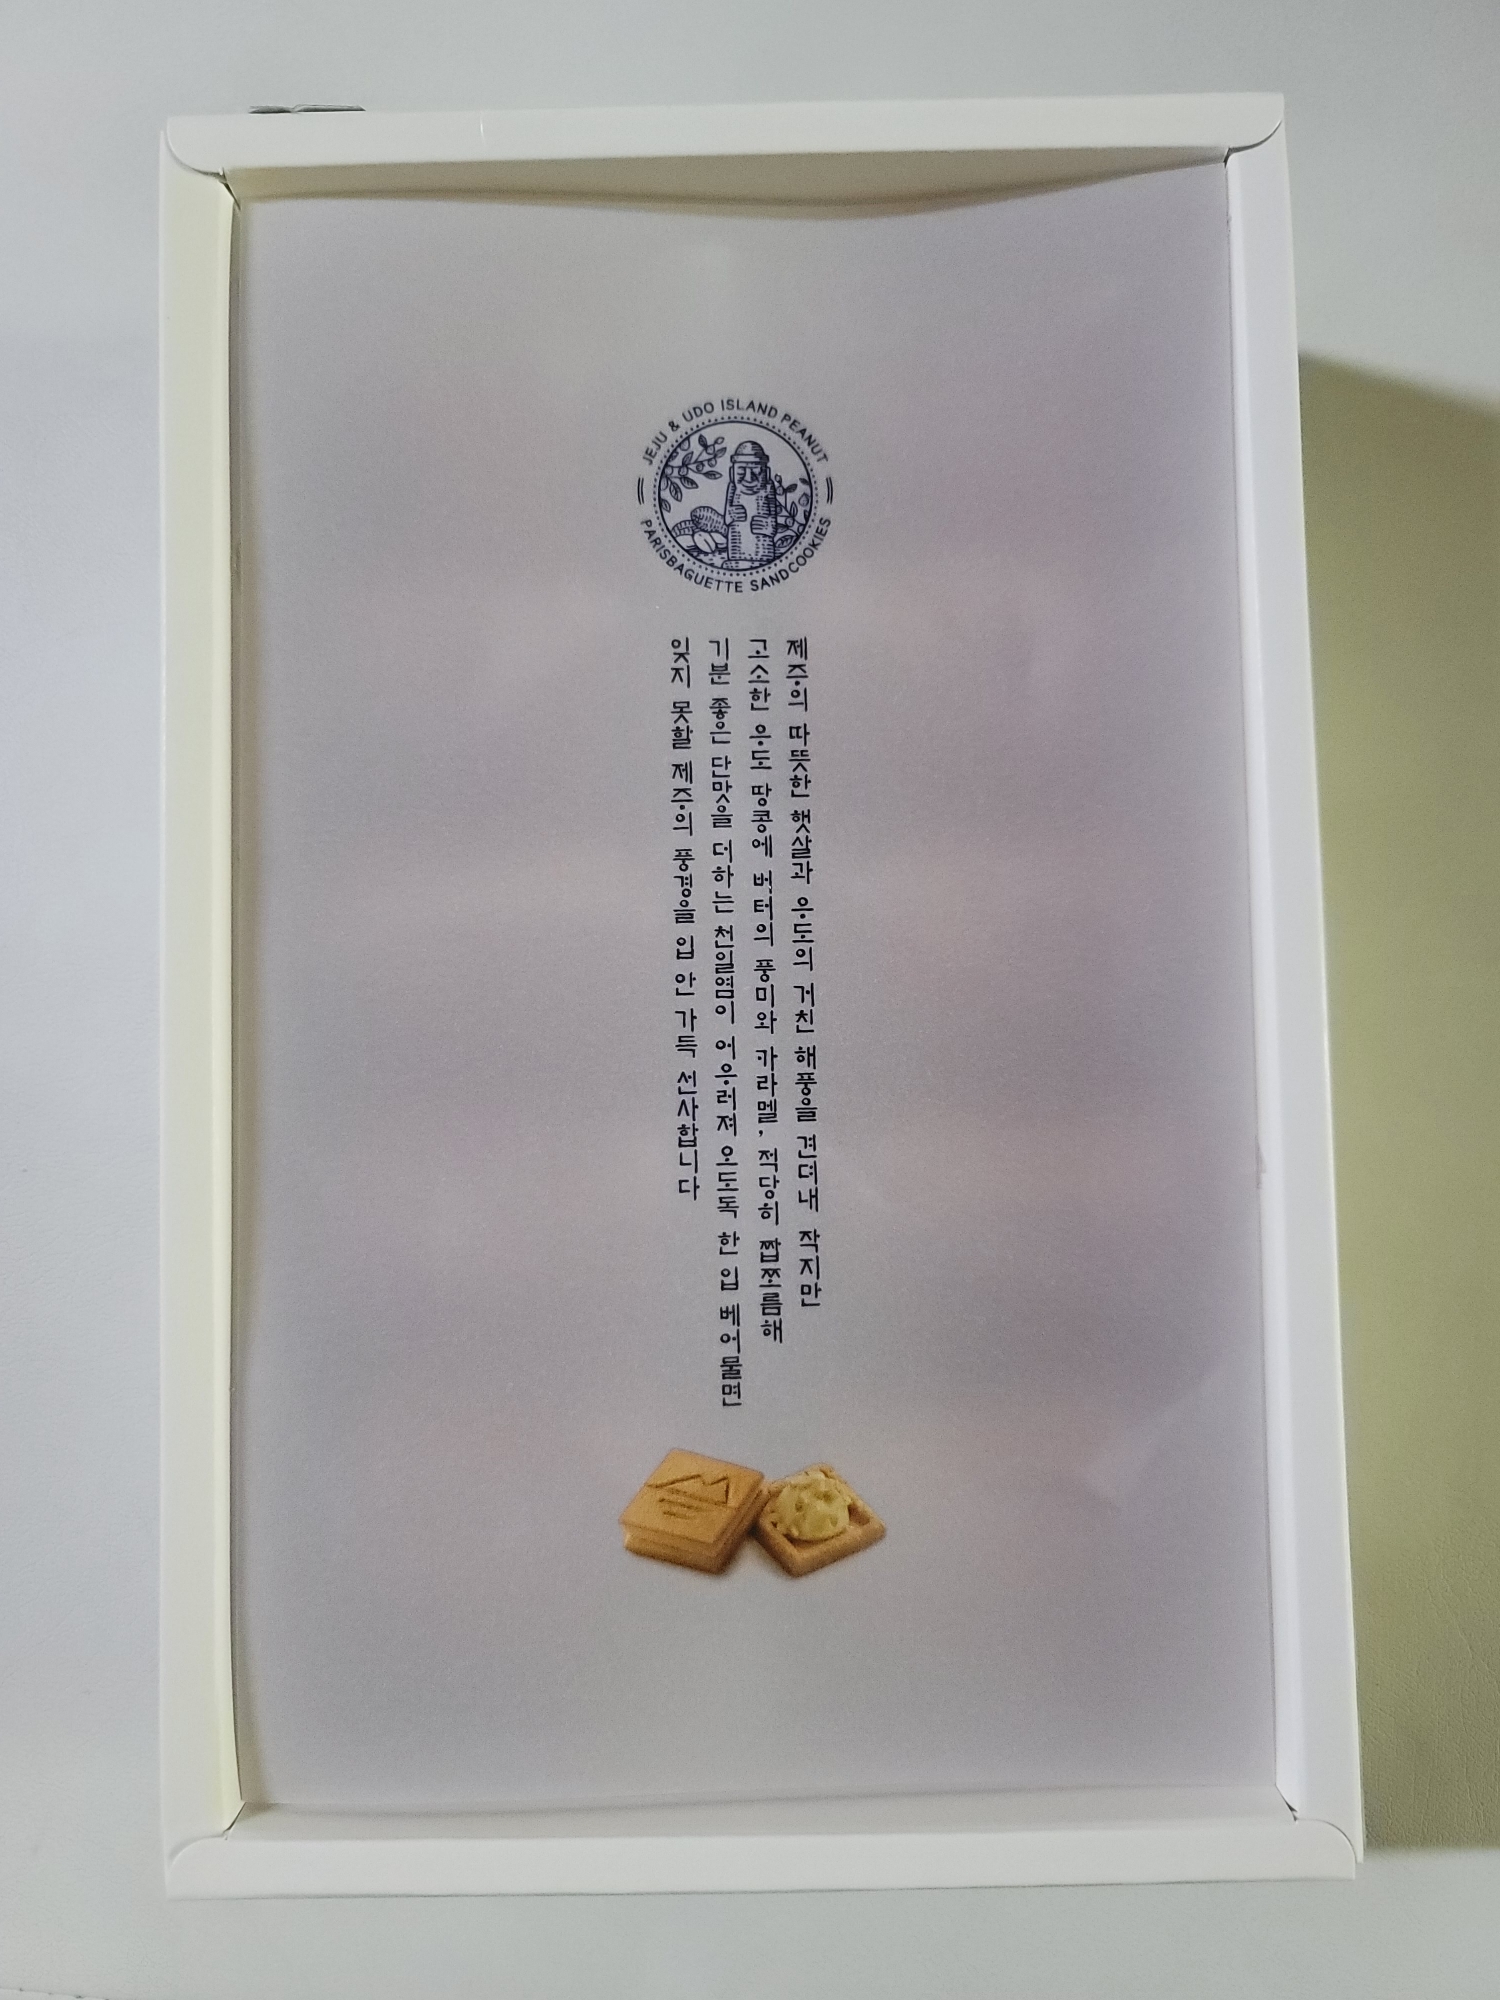 JEJU & UDO ISLAND PEANUT
PARISBAGUETTE SANDCOOKIES
제주의 따뜻한 햇살과 우도의 거친 해풍을 견뎌내 작지만
고소한 우도 땅콩에 버터의 풍미와 캬라멜, 적당히 짭쪼름해
기분 좋은 단맛을 더하는 천일염이 어우러져 오도독 한 입 베어물면
잊지 못할 제주의 풍경을 입 안 가득 선사합니다